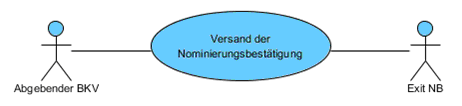 Versand der
Nominierungsbestätigung
Abgebender BKV
Exit NB